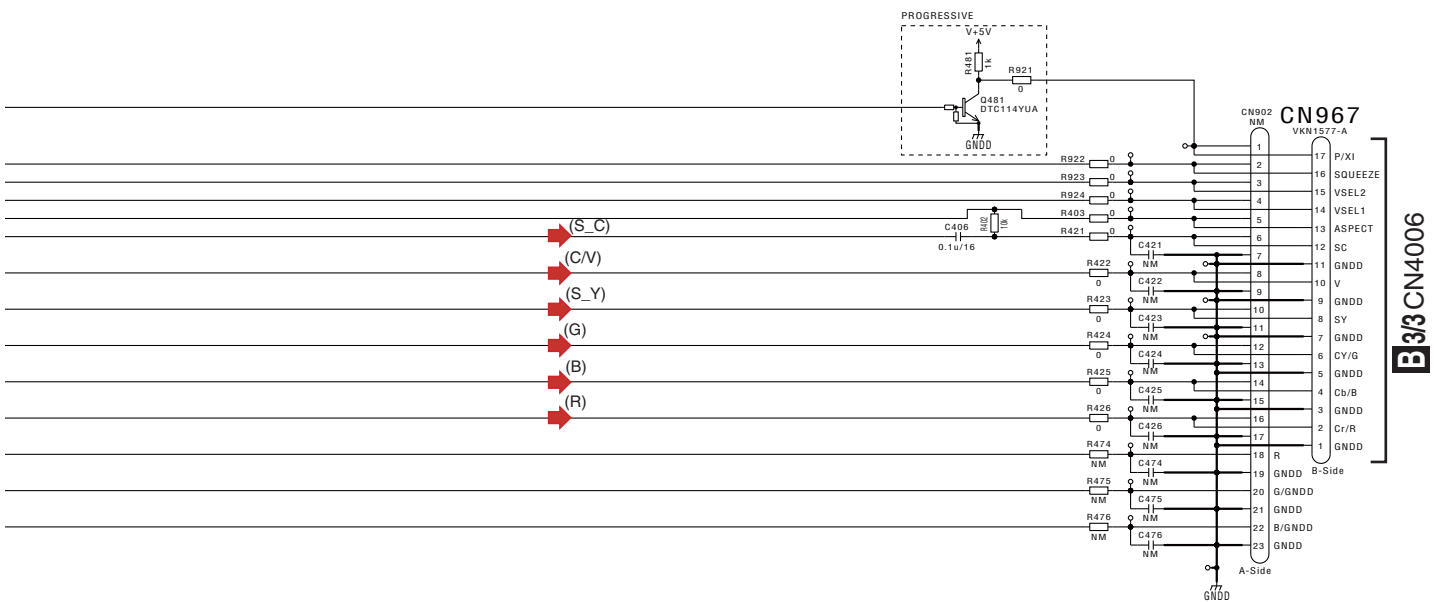 PROGRESSIVE
V+5V
R481
1k
R921
0
Q481
DTC114YUA
GNDD
CN902
NM
CN967
VKN1577-A
R922 0
R923 0
R924 0
R403 0
R402
10k
C406
0.1u/16
R421 0
(S_C)
(C/V)
(S_Y)
(G)
(B)
(R)
C421
NM
R422
0
C422
NM
R423
0
C423
NM
R424
0
C424
NM
R425
0
C425
NM
R426
0
C426
NM
R474
NM
C474
NM
R475
NM
C475
NM
R476
NM
C476
NM
1
2
3
4
5
6
7
8
9
10
11
12
13
14
15
16
17
18 R
19 GNDD
20 G/GNDD
21 GNDD
22 B/GNDD
23 GNDD
A-Side
GNDD
17 P/XI
16 SQUEEZE
15 VSEL2
14 VSEL1
13 ASPECT
12 SC
11 GNDD
10 V
9 GNDD
8 SY
7 GNDD
6 CY/G
5 GNDD
4 Cb/B
3 GNDD
2 Cr/R
1 GNDD
B-Side
B 3/3 CN4006